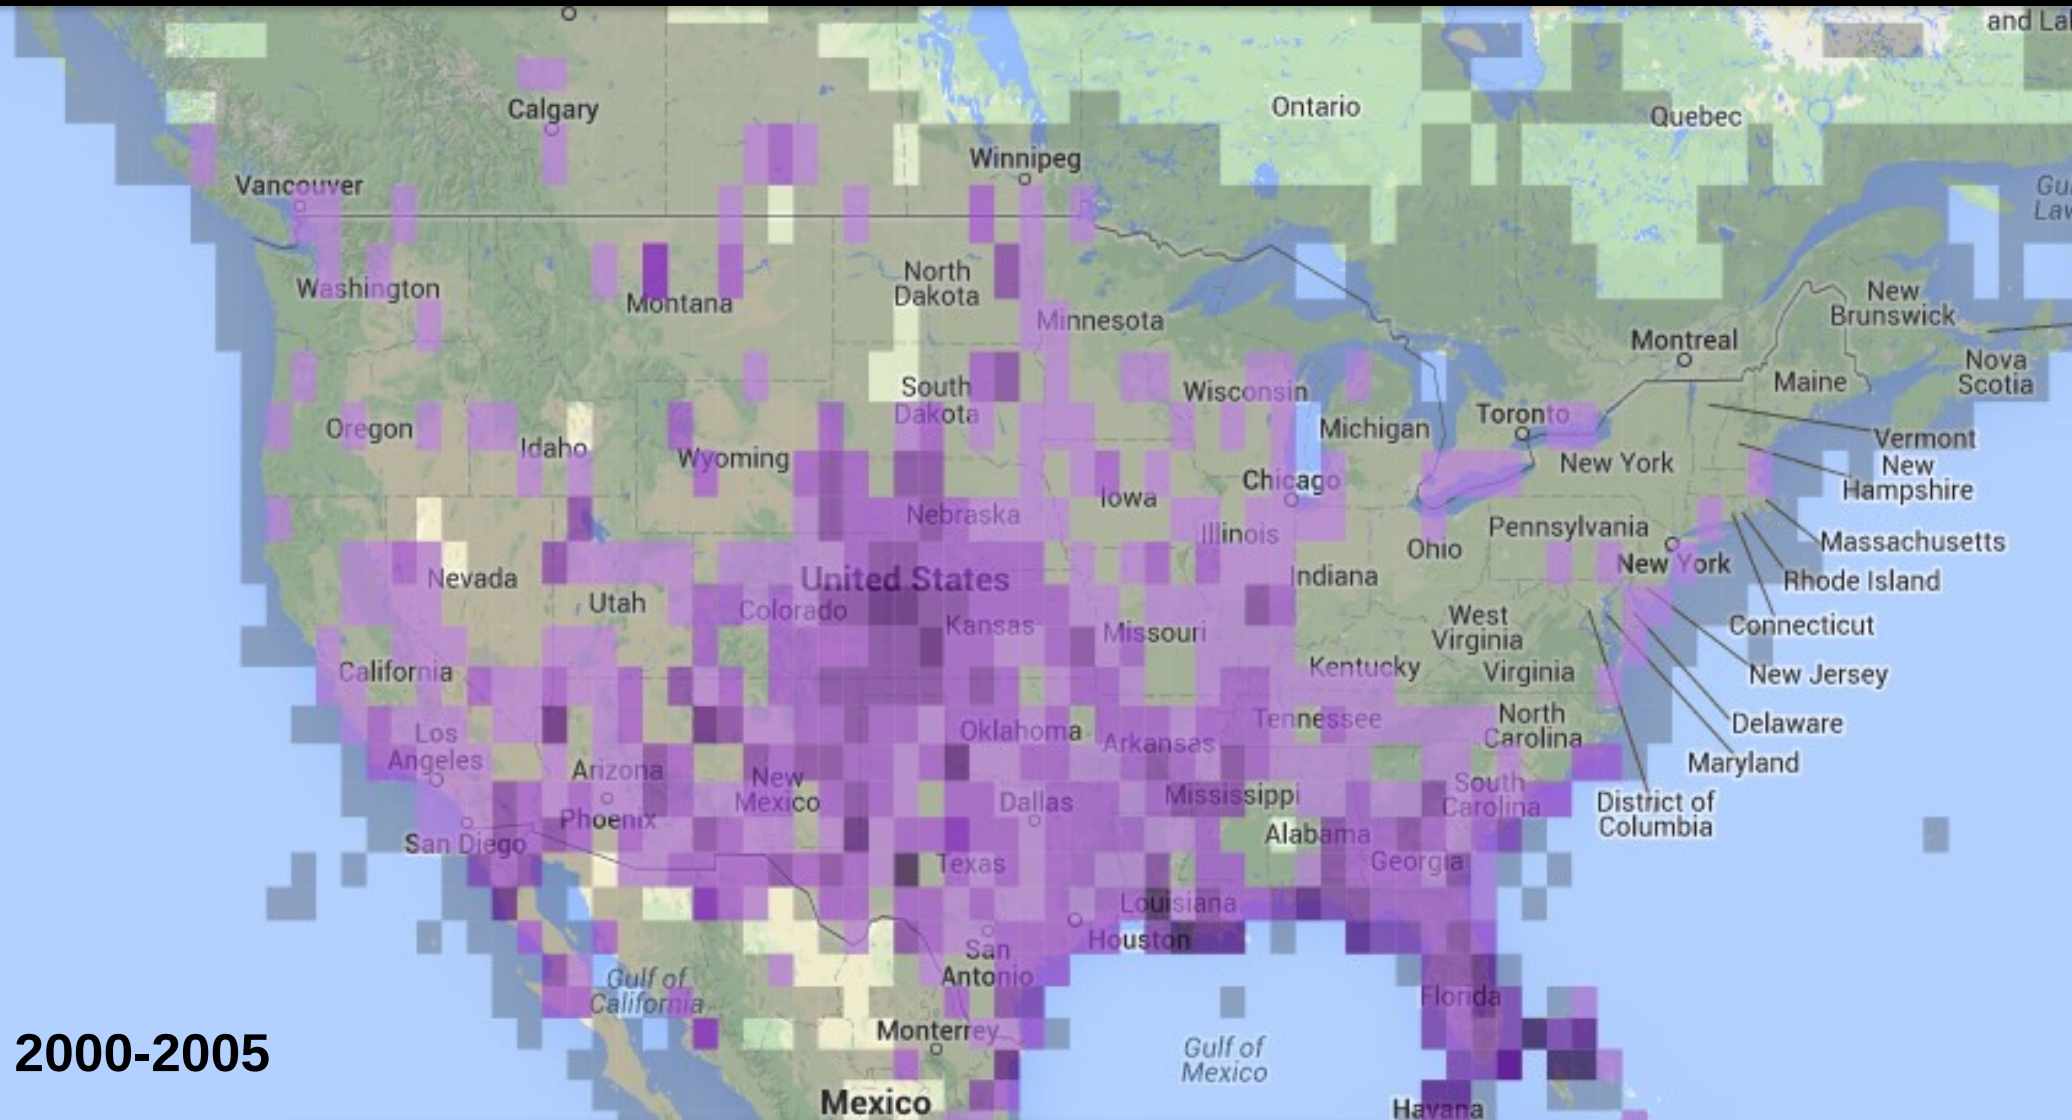 and La
Calgary
Ontario
Quebec
Winnipeg
Vancouver
Gu
Law
Washington
Montana
North
Dakota
Minnesota
New
Brunswick
Montreal
Nova
Scotia
Maine
South
Dakota
Wisconsin
Oregon
Idaho
Michigan
Toronto
Vermont
Wyoming
New York
New
Hampshire
Chicago
Iowa
Nebraska
Illinois
Pennsylvania
Ohio
Massachusetts
New York
Nevada
United States
Indiana
Rhode Island
Utah
Colorado
Kansas
Missouri
West
Virginia
Connecticut
California
Kentucky
Virginia
New Jersey
Los
Angeles
Oklahoma
Arkansas
Tennessee
North
Carolina
Delaware
Maryland
Arizona
New
Mexico
Dallas
Mississippi
South
Carolina
District of
Columbia
Phoenix
San Diego
Alabama
Texas
Georgia
Louisiana
Houston
San
Antonio
Gulf of
California
Florida
Monterrey
Gulf of
Mexico
2000-2005
Mexico
Havana